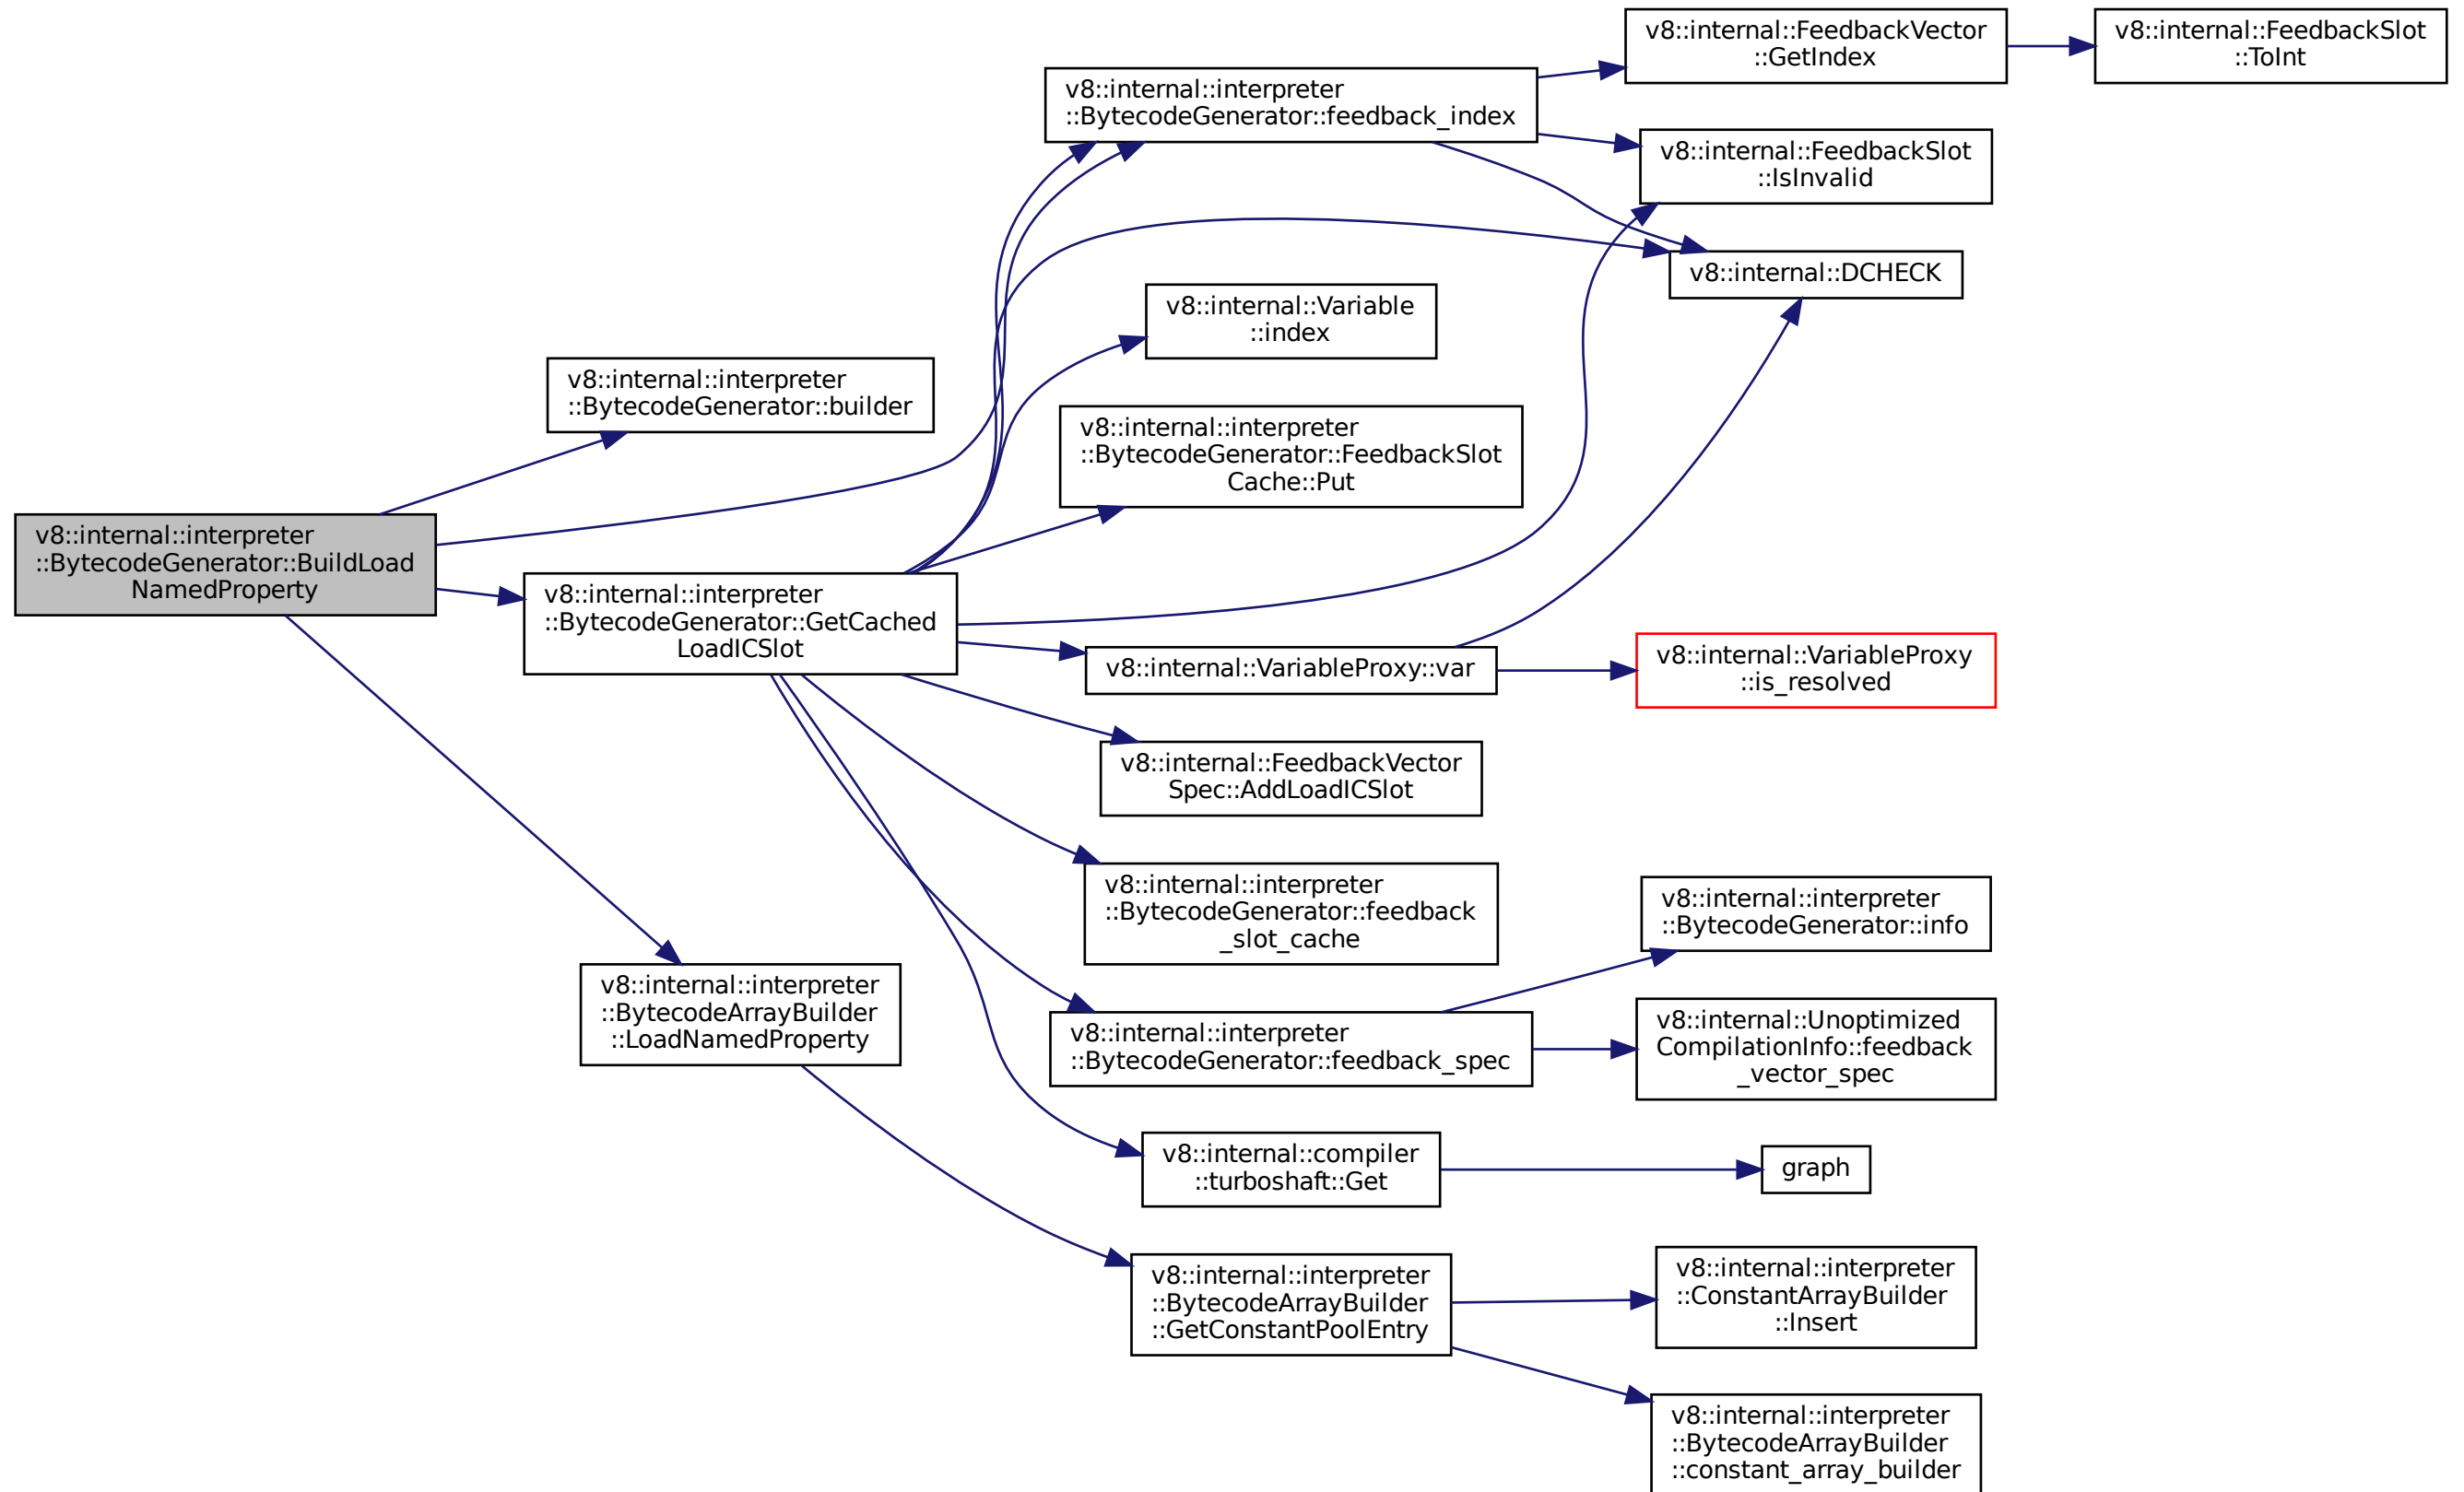 v8::internal::interpreter
::BytecodeGenerator::BuildLoad
NamedProperty
v8::internal::interpreter
::BytecodeGenerator::builder
v8::internal::interpreter
::BytecodeGenerator::GetCached
LoadICSlot
v8::internal::interpreter
::BytecodeArrayBuilder
::LoadNamedProperty
v8::internal::interpreter
::BytecodeGenerator::feedback_index
v8::internal::Variable
::index
v8::internal::interpreter
::BytecodeGenerator::FeedbackSlot
Cache::Put
v8::internal::VariableProxy::var
v8::internal::FeedbackVector
Spec::AddLoadICSlot
v8::internal::interpreter
::BytecodeGenerator::feedback
_slot_cache
v8::internal::interpreter
::BytecodeGenerator::feedback_spec
v8::internal::compiler
::turboshaft::Get
v8::internal::interpreter
::BytecodeArrayBuilder
::GetConstantPoolEntry
v8::internal::FeedbackVector
::GetIndex
v8::internal::FeedbackSlot
::IsInvalid
v8::internal::DCHECK
v8::internal::VariableProxy
::is_resolved
v8::internal::interpreter
::BytecodeGenerator::info
v8::internal::Unoptimized
CompilationInfo::feedback
_vector_spec
graph
v8::internal::interpreter
::ConstantArrayBuilder
::Insert
v8::internal::interpreter
::BytecodeArrayBuilder
::constant_array_builder
v8::internal::FeedbackSlot
::ToInt